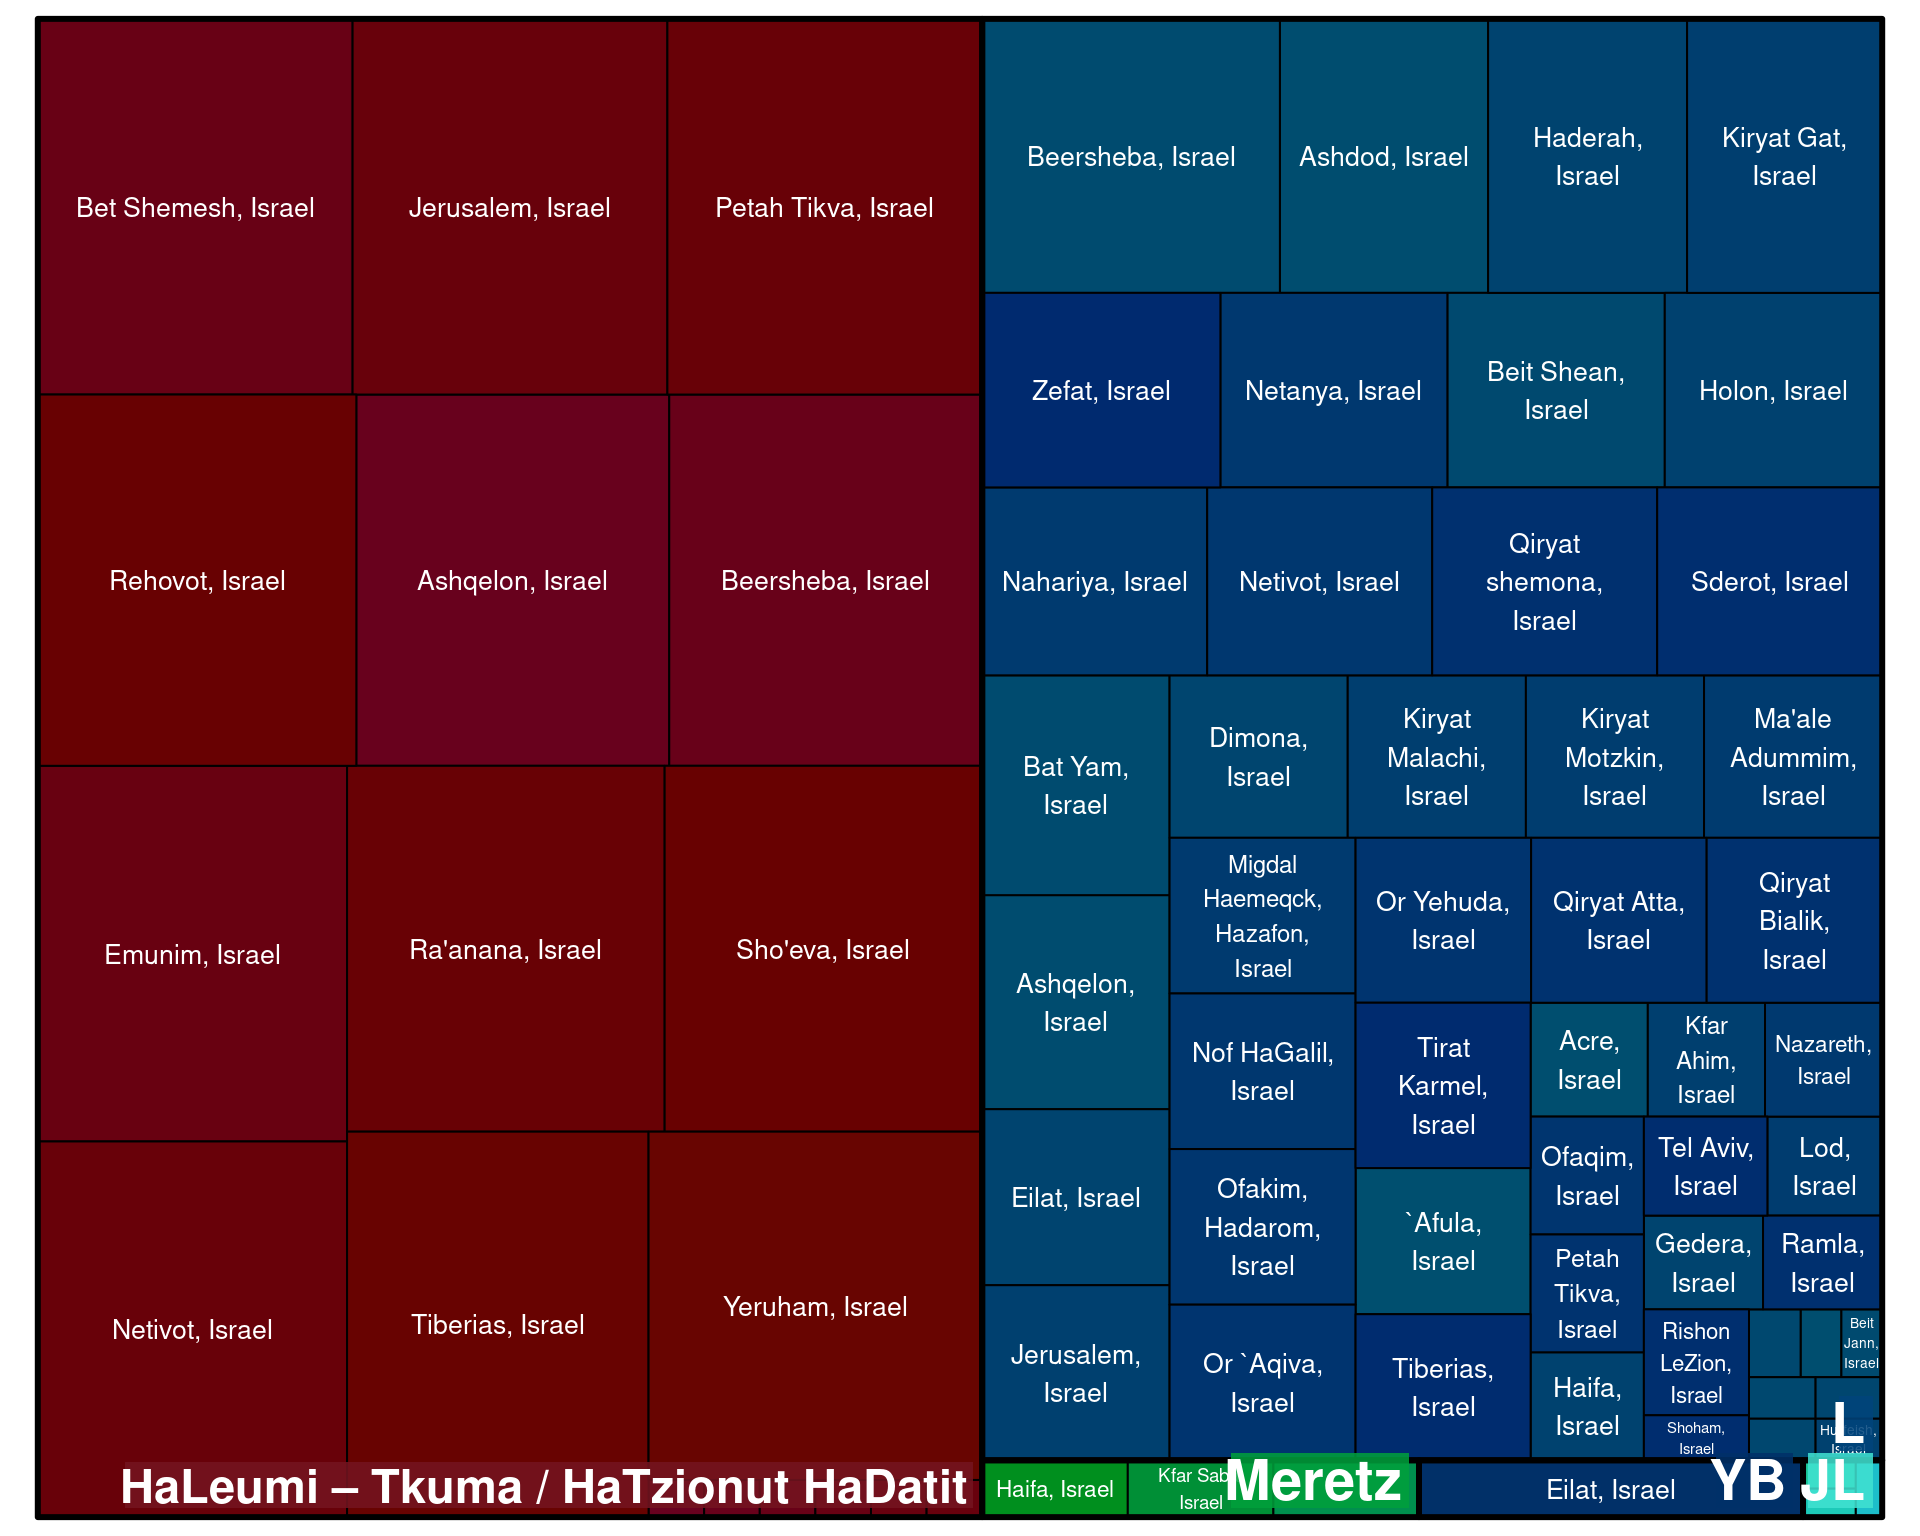 Bet Shemesh, Israel
Jerusalem, Israel
Petah Tikva, Israel
Rehovot, Israel
Ashqelon, Israel
Beersheba, Israel
Emunim, Israel
Ra'anana, Israel
Sho'eva, Israel
Netivot, Israel
Tiberias, Israel
Yeruham, Israel
HaLeumi – Tkuma / HaTzionut HaDatit
Beersheba, Israel
Ashdod, Israel
Haderah,
Israel
Kiryat Gat,
Israel
Zefat, Israel
Netanya, Israel
Beit Shean,
Israel
Holon, Israel
Nahariya, Israel
Netivot, Israel
Qiryat
shemona,
Israel
Sderot, Israel
Bat Yam,
Israel
Dimona,
Israel
Kiryat
Malachi,
Israel
Kiryat
Motzkin,
Israel
Ma'ale
Adummim,
Israel
Ashqelon,
Israel
Migdal
Haemeqck,
Hazafon,
Israel
Or Yehuda,
Israel
Qiryat Atta,
Israel
Qiryat
Bialik,
Israel
Eilat, Israel
Nof HaGalil,
Israel
Tirat
Karmel,
Israel
Acre,
Israel
Kfar
Ahim,
Israel
Nazareth,
Israel
Ofaqim,
Israel
Tel Aviv,
Israel
Lod,
Israel
Jerusalem,
Israel
Ofakim,
Hadarom,
Israel
`Afula,
Israel
Petah
Tikva,
Israel
Gedera,
Israel
Ramla,
Israel
Or `Aqiva,
Israel
Tiberias,
Israel
Haifa,
Israel
Rishon
LeZion,
Israel
Beit
Jann,
Israel
Shoham,
Israel
L
Haifa, Israel
Kfar Sab
Israel
Meretz
Eilat, Israel
YB
JL